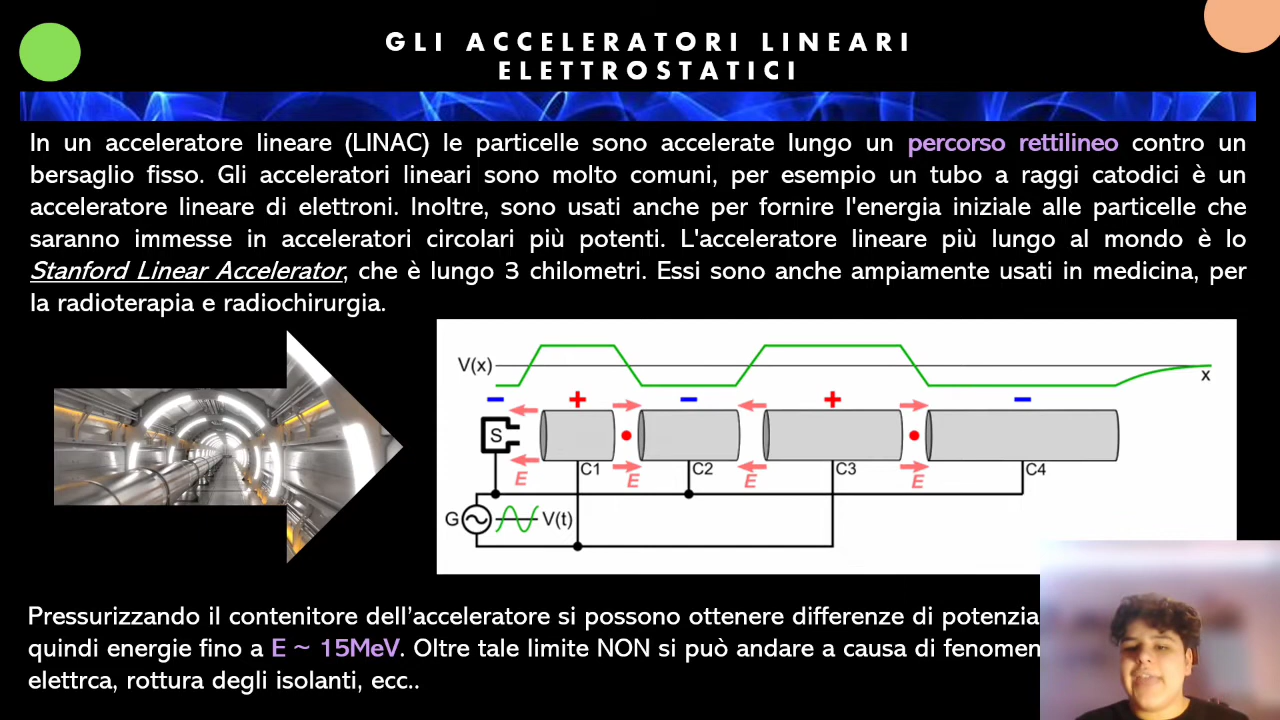 GLI ACCELERATORI LINEARI
ELETTROSTATICI
In un acceleratore lineare (LINAC) le particelle sono accelerate lungo un percorso rettilineo contro un
bersaglio fisso. Gli acceleratori lineari sono molto comuni, per esempio un tubo a raggi catodici è un
acceleratore lineare di elettroni. Inoltre, sono usati anche per fornire l'energia iniziale alle particelle che
saranno immesse in acceleratori circolari più potenti. L'acceleratore lineare più lungo al mondo è lo
Stanford Linear Accelerator, che è lungo 3 chilometri. Essi sono anche ampiamente usati in medicina, per
la radioterapia e radiochirurgia.
V(x)
x
− + − + −
S
C1 C2 C3 C4
E E E E
G V(t)
Pressurizzando il contenitore dell’acceleratore si possono ottenere differenze di
quindi energie fino a E ~ 15MeV. Oltre tale limite NON si può andare a causa di
elettrca, rottura degli isolanti, ecc..